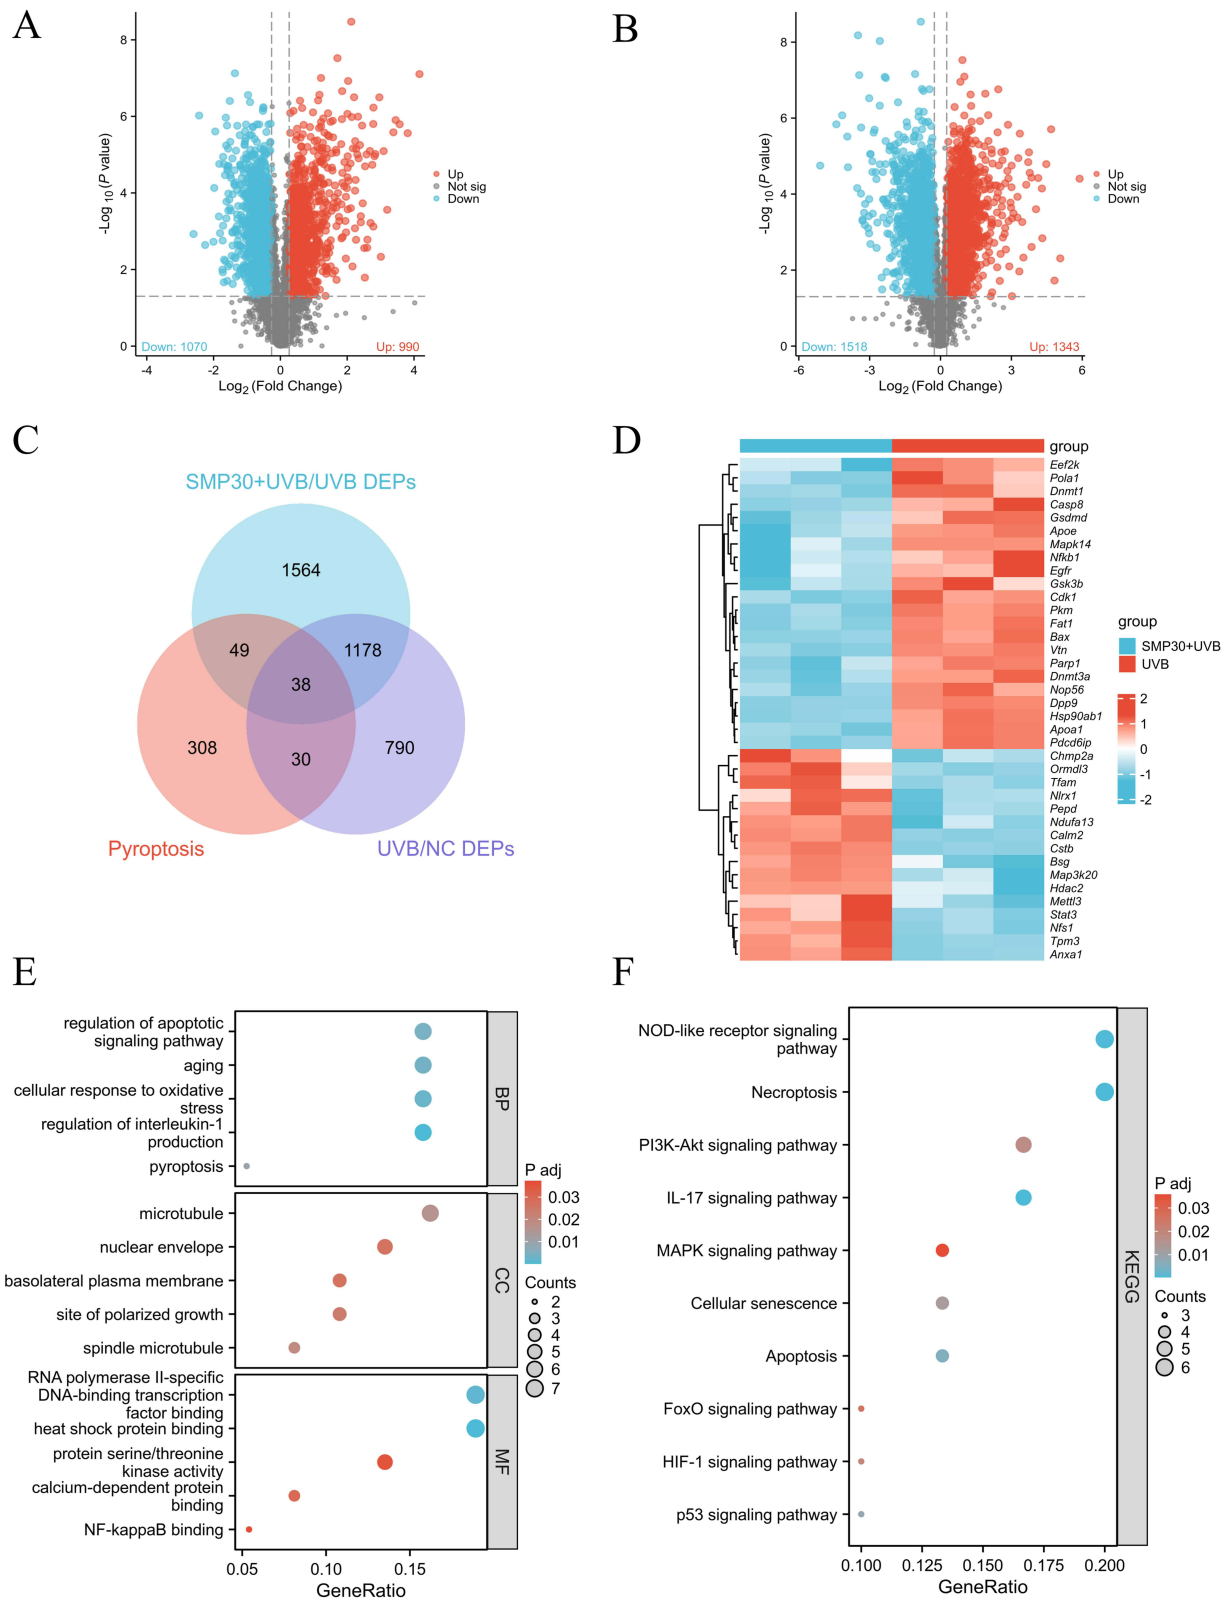 A
8
6
4
2
0
-Log 10 (P value)
Up
Not sig
Down
Down: 1070
Up: 990
-4
-2
0
2
4
Log2 (Fold Change)
B
8
6
4
2
0
-Log 10 (P value)
Up
Not sig
Down
Down: 1518
Up: 1343
-6
-3
0
3
6
Log2 (Fold Change)
C
SMP30+UVB/UVB DEPs
1564
49
1178
38
308
30
790
Pyroptosis
UVB/NC DEPs
D
group
Eef2k
Pola1
Dnmt1
Casp8
Gsdmd
Apoe
Mapk14
Nfkb1
Egfr
Gsk3b
Cdk1
Pkm
Fat1
Bax
Vtn
Parp1
Dnmt3a
Nop56
Dpp9
Hsp90ab1
Apoa1
Pdcd6ip
Chmp2a
Ormdl3
Tfam
Nlrx1
Pepd
Ndufa13
Calm2
Cstb
Bsg
Map3k20
Hdac2
Mettl3
Stat3
Nfs1
Tpm3
Anxa1
group
SMP30+UVB
UVB
2
1
0
-1
-2
E
regulation of apoptotic
signaling pathway
aging
cellular response to oxidative
stress
regulation of interleukin-1
production
pyroptosis
BP
microtubule
nuclear envelope
basolateral plasma membrane
site of polarized growth
spindle microtubule
CC
RNA polymerase II-specific
DNA-binding transcription
factor binding
heat shock protein binding
protein serine/threonine
kinase activity
calcium-dependent protein
binding
NF-kappaB binding
MF
0.05
0.10
0.15
GeneRatio
P adj
0.03
0.02
0.01
Counts
2
3
4
5
6
7
F
NOD-like receptor signaling
pathway
Necroptosis
PI3K-Akt signaling pathway
IL-17 signaling pathway
MAPK signaling pathway
Cellular senescence
Apoptosis
FoxO signaling pathway
HIF-1 signaling pathway
p53 signaling pathway
KEGG
0.100
0.125
0.150
0.175
0.200
GeneRatio
P adj
0.03
0.02
0.01
Counts
3
4
5
6